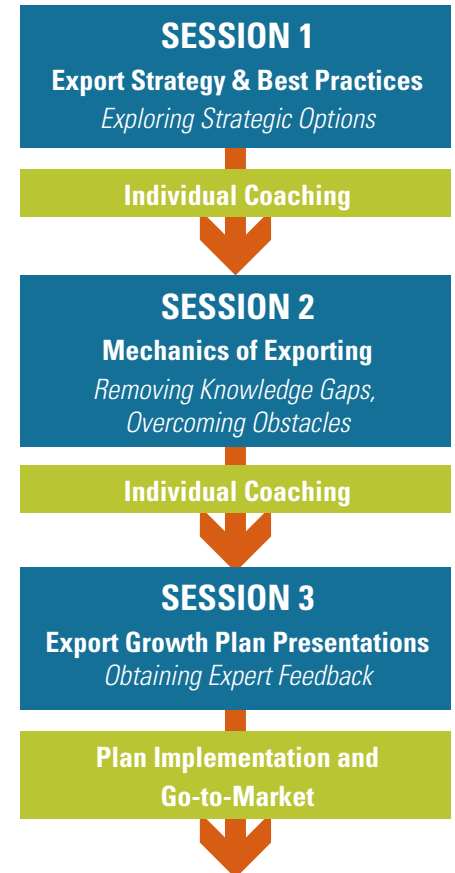 SESSION 1
Export Strategy & Best Practices
Exploring Strategic Options
Individual Coaching
SESSION 2
Mechanics of Exporting
Removing Knowledge Gaps,
Overcoming Obstacles
Individual Coaching
SESSION 3
Export Growth Plan Presentations
Obtaining Expert Feedback
Plan Implementation and
Go-to-Market